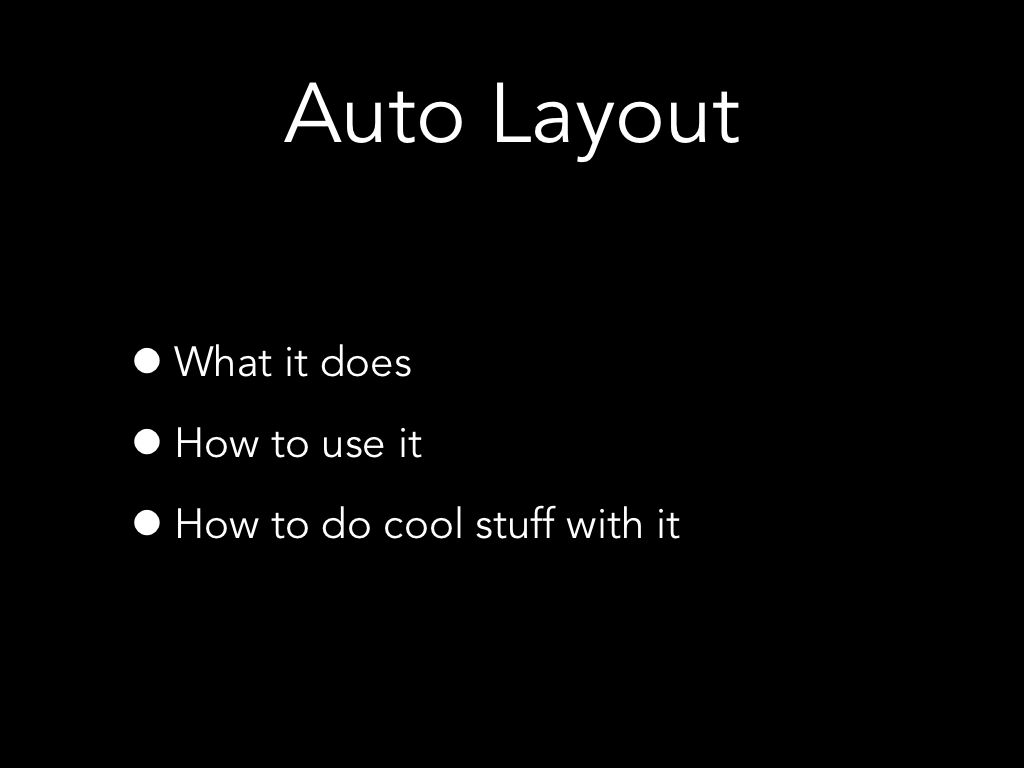 Auto Layout
• What it does
• How to use it
• How to do cool stuff with it